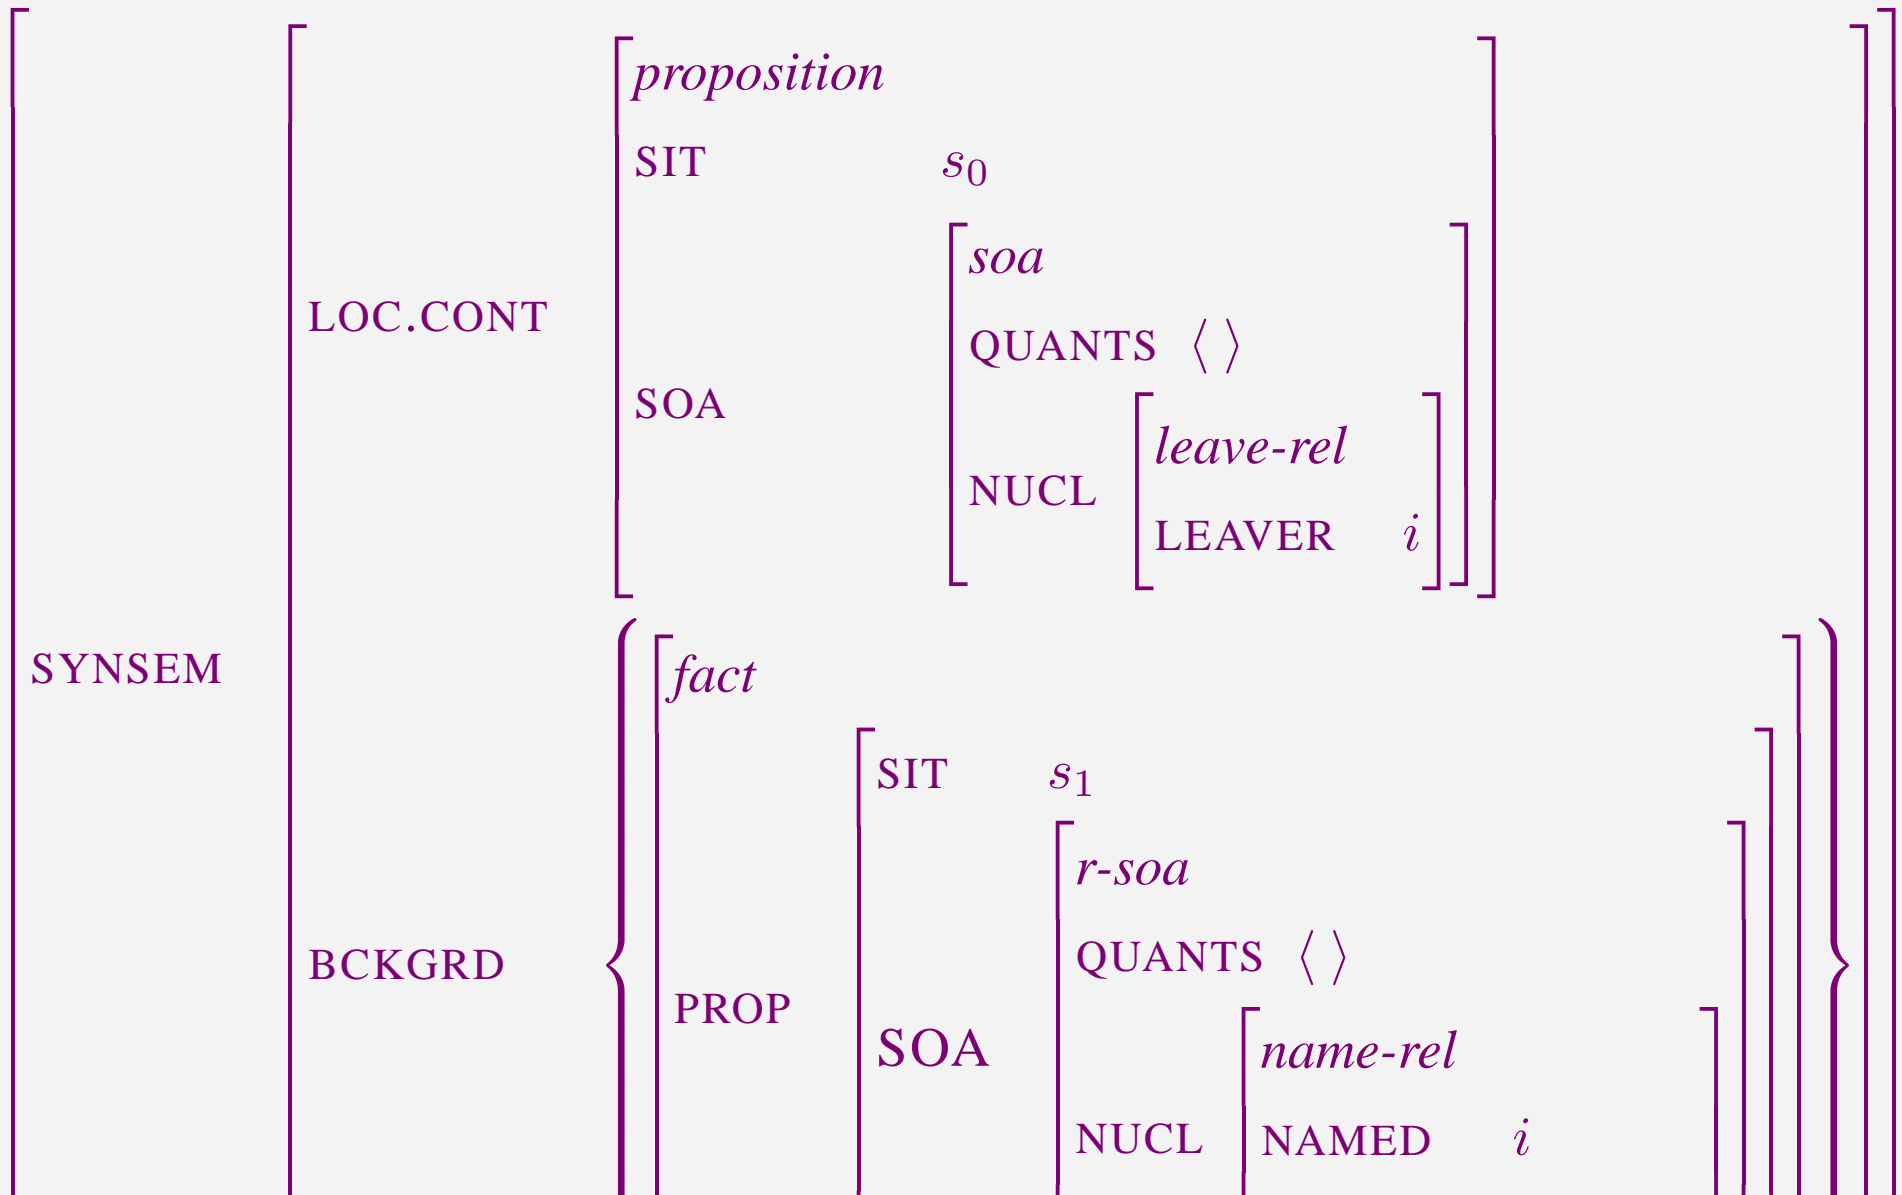 proposition
SIT s₀
soa
LOC.CONT
QUANTS ⟨ ⟩
SOA
leave-rel
NUCL
LEAVER i
SYNSEM
fact
SIT s₁
r-soa
BCKGRD
QUANTS ⟨ ⟩
PROP
SOA
name-rel
NUCL NAMED i